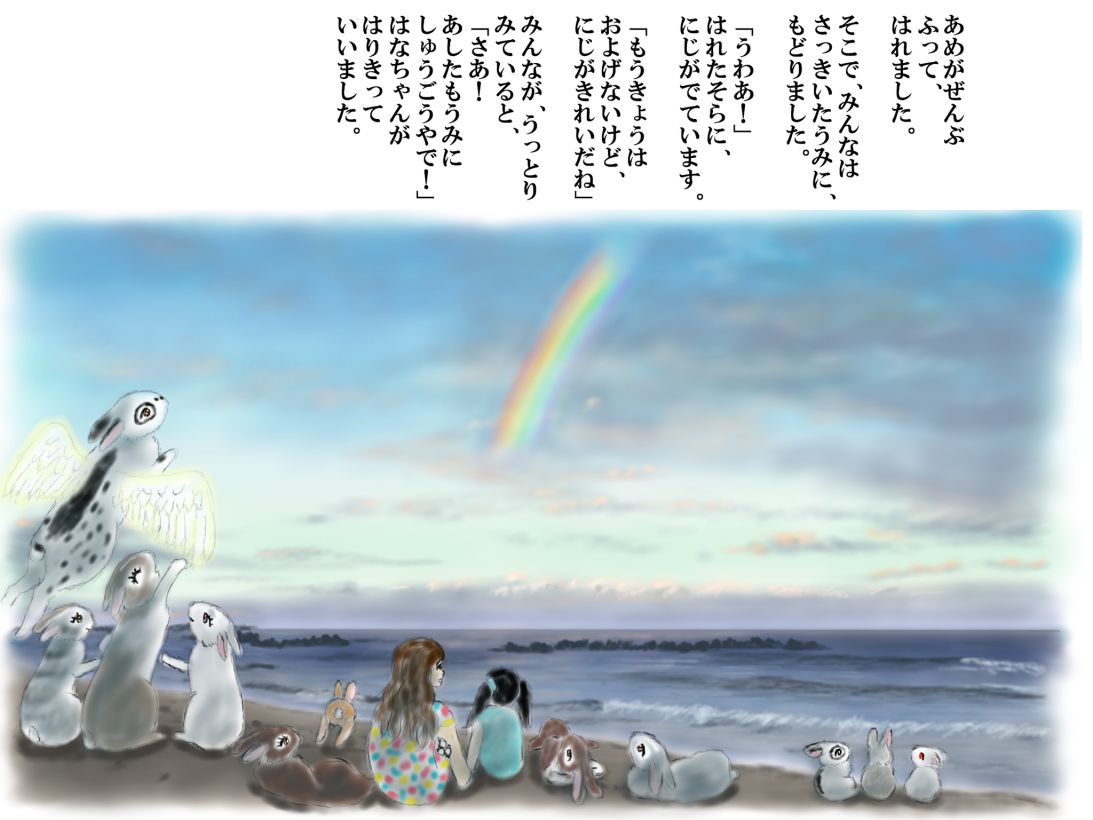 あめがぜんぶ
ふって、
はれました。
そこで、みんなは
さっきいたうみに、
もどりました。
「うわあ！」
はれたそらに、
にじがでています。
「もうきょうは
およげないけど、
にじがきれいだね」
みんなが、うっとり
みていると、
「さあ！
あしたもうみに
しゅうごうやで！」
はなちゃんが
はりきって
いいました。